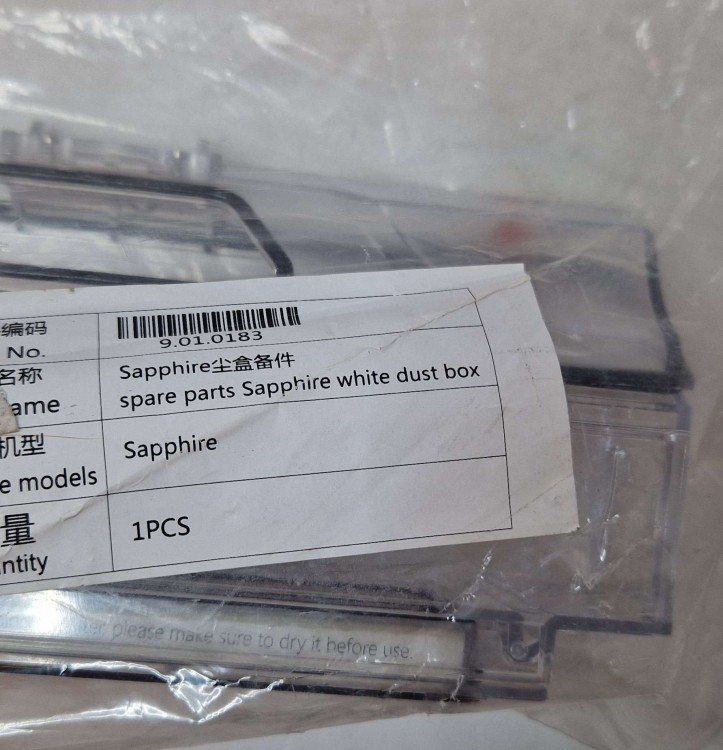 编码
No.
9.01.0183
名称
ame
Sapphire尘盒备件
spare parts Sapphire white dust box
机型
e models
Sapphire
量
ntity
1PCS
please make sure to dry it before use.